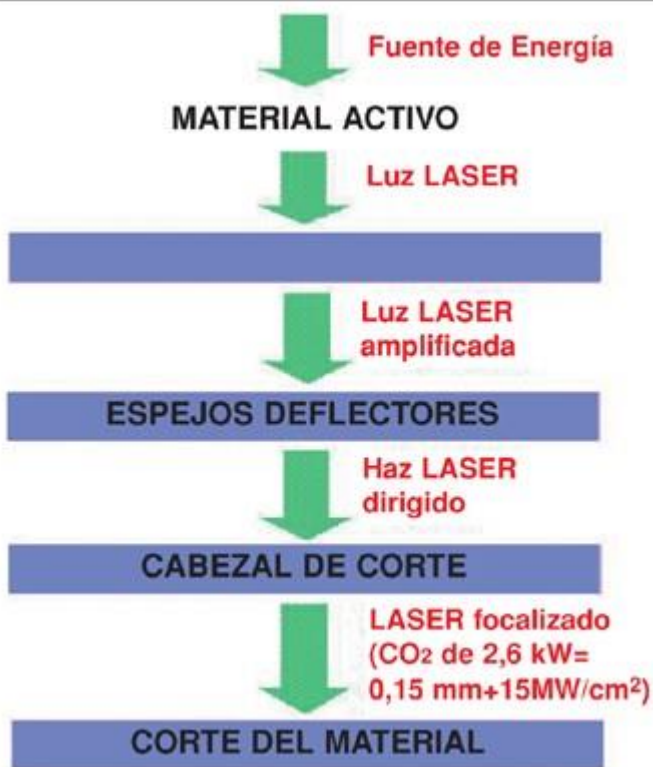 Fuente de Energía
MATERIAL ACTIVO
Luz LASER
Luz LASER
amplificada
ESPEJOS DEFLECTORES
Haz LASER
dirigido
CABEZAL DE CORTE
LASER focalizado
(CO₂ de 2,6 kW=
0,15 mm+15MW/cm²)
CORTE DEL MATERIAL